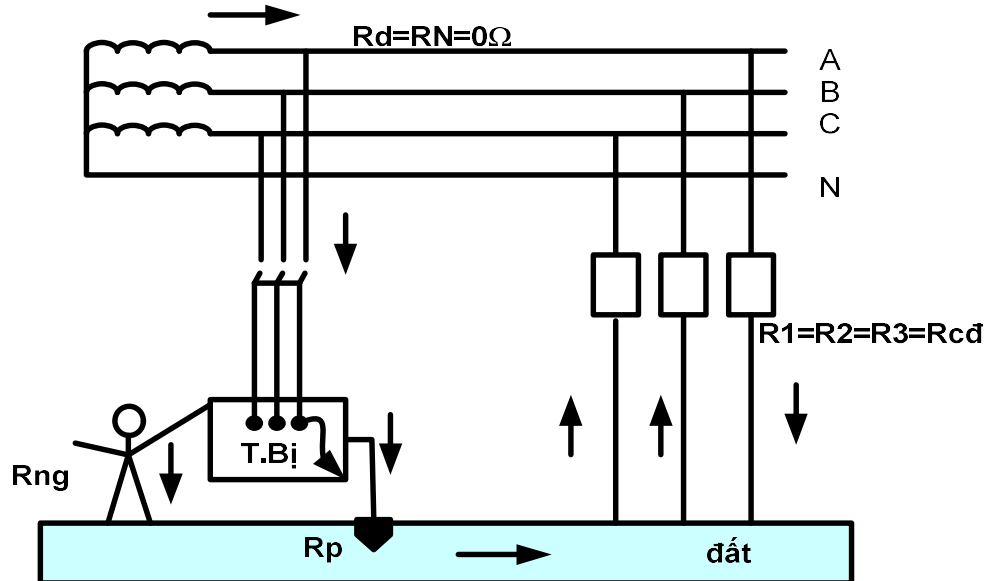 Rd=RN=0Ω
A
B
C
N
R1=R2=R3=Rcđ
T.Bị
Rng
Rp
đất